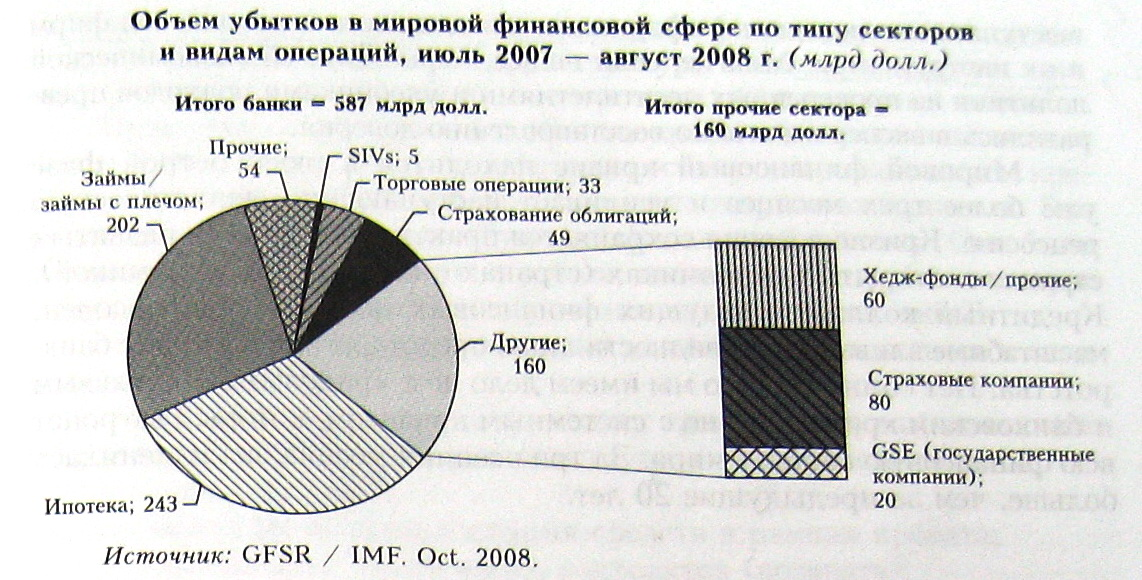 Объем убытков в мировой финансовой сфере по типу секторов
и видам операций, июль 2007 — август 2008 г. (млрд долл.)
Итого банки = 587 млрд долл.
Итого прочие сектора =
160 млрд долл.
Прочие;
54
SIVs; 5
Займы/
займы с плечом;
202
Торговые операции; 33
Страхование облигаций;
49
Другие;
160
Ипотека; 243
Хедж-фонды/прочие;
60
Страховые компании;
80
GSE (государственные
компании);
20
Источник: GFSR / IMF. Oct. 2008.